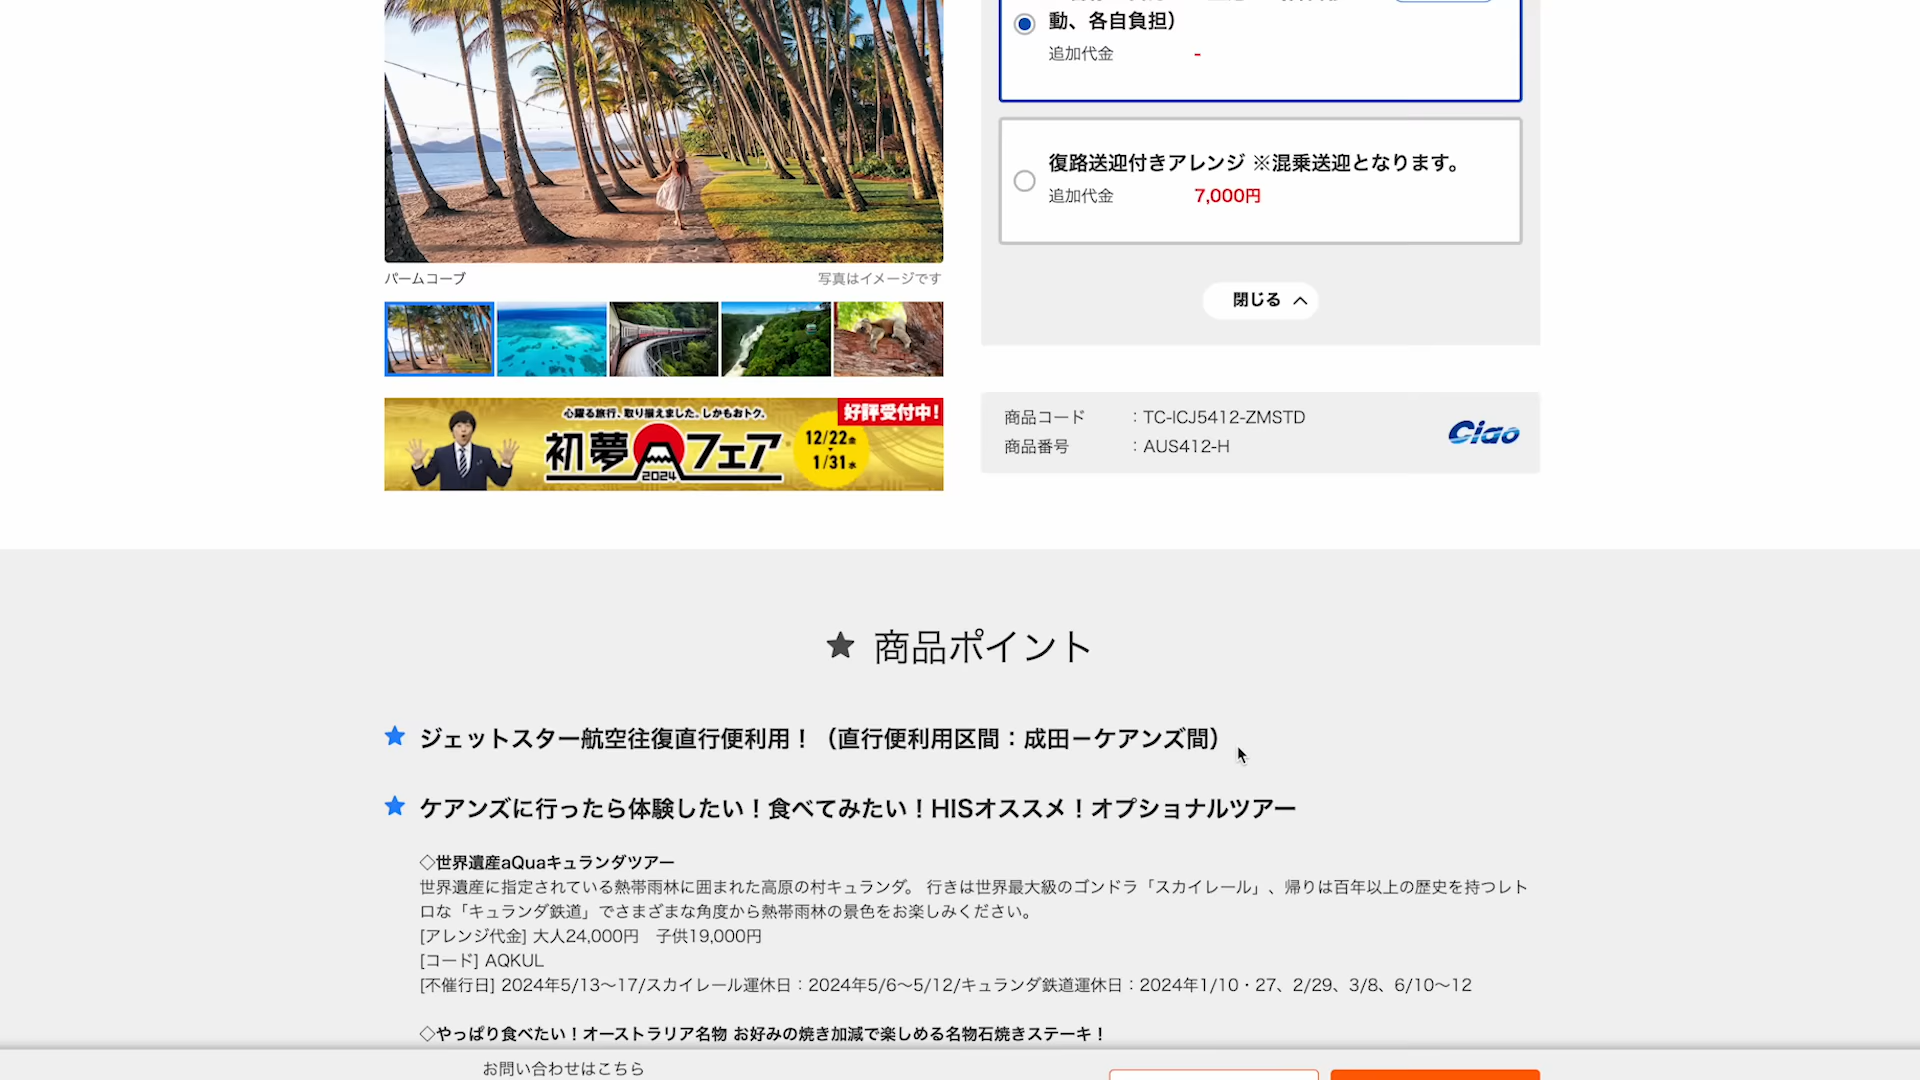 動、各自負担）
追加代金 -
復路送迎付きアレンジ ※混乗送迎となります。
追加代金 7,000円
閉じる
パームコーブ 写真はイメージです
心躍る旅行、取り揃えました。しかもおトク。
好評受付中!
初夢フェア
2024
12/22金
1/31水
商品コード ：TC-ICJ5412-ZMSTD
商品番号 ：AUS412-H
Ciao
★ 商品ポイント
★ ジェットスター航空往復直行便利用！（直行便利用区間：成田ーケアンズ間）
★ ケアンズに行ったら体験したい！食べてみたい！HISオススメ！オプショナルツアー
◇世界遺産aQuaキュランダツアー
世界遺産に指定されている熱帯雨林に囲まれた高原の村キュランダ。 行きは世界最大級のゴンドラ「スカイレール」、帰りは百年以上の歴史を持つレト
ロな「キュランダ鉄道」でさまざまな角度から熱帯雨林の景色をお楽しみください。
[アレンジ代金] 大人24,000円　子供19,000円
[コード] AQKUL
[不催行日] 2024年5/13～17/スカイレール運休日：2024年5/6～5/12/キュランダ鉄道運休日：2024年1/10・27、2/29、3/8、6/10～12
◇やっぱり食べたい！オーストラリア名物 お好みの焼き加減で楽しめる名物石焼きステーキ！
お問い合わせはこちら